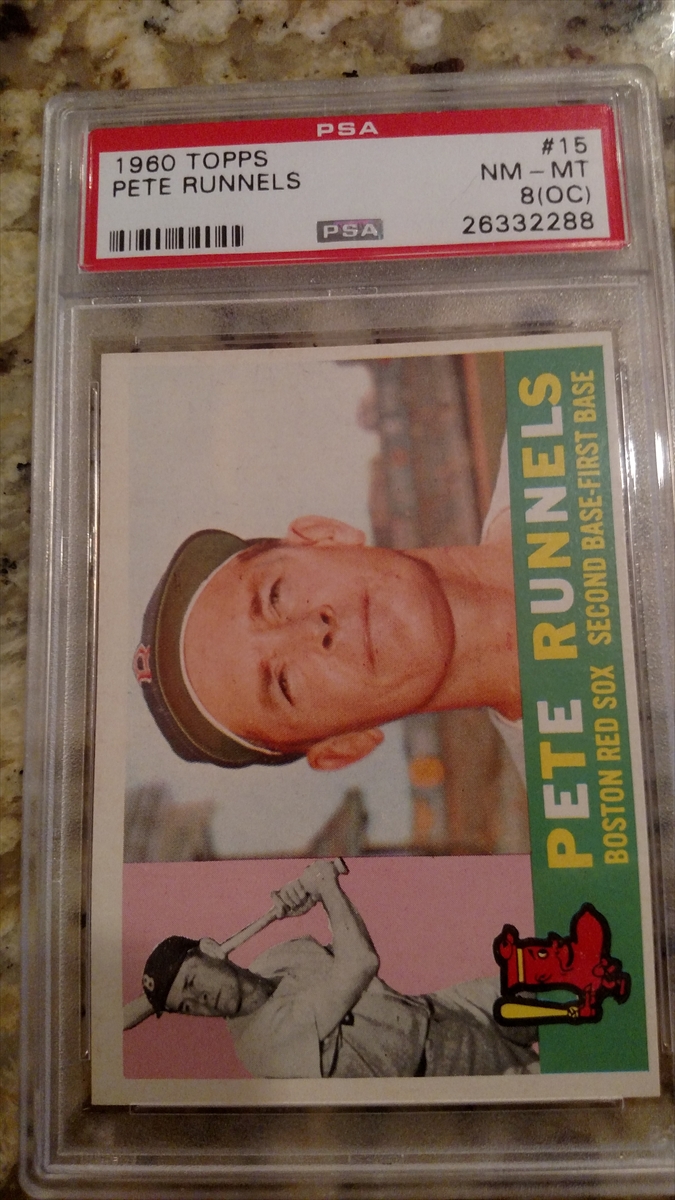 PSA
1960 TOPPS #15
PETE RUNNELS NM - MT
8(OC)
PSA 26332288
PETE RUNNELS
BOSTON RED SOX SECOND BASE-FIRST BASE
B
B